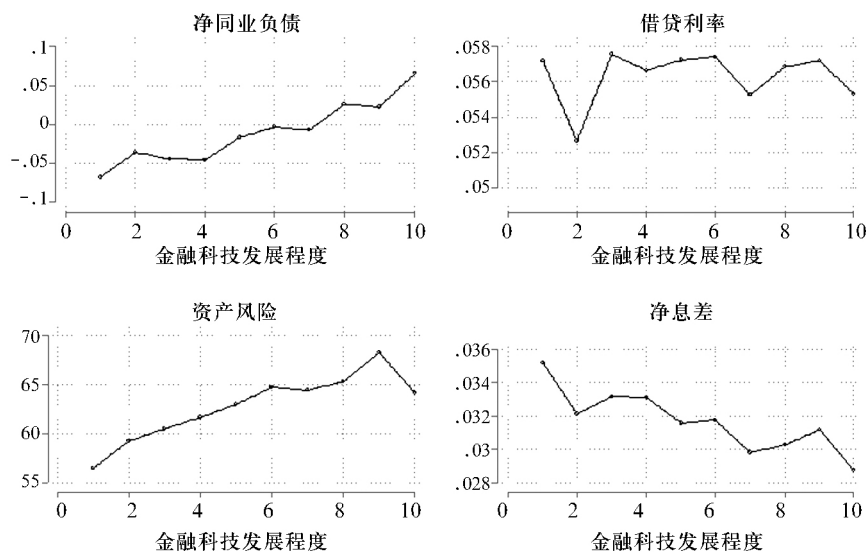 净同业负债
.1
.05
0
-.05
-.1
0 2 4 6 8 10
金融科技发展程度
借贷利率
.058
.056
.054
.052
.05
0 2 4 6 8 10
金融科技发展程度
资产风险
70
65
60
55
0 2 4 6 8 10
金融科技发展程度
净息差
.036
.034
.032
.03
.028
0 2 4 6 8 10
金融科技发展程度